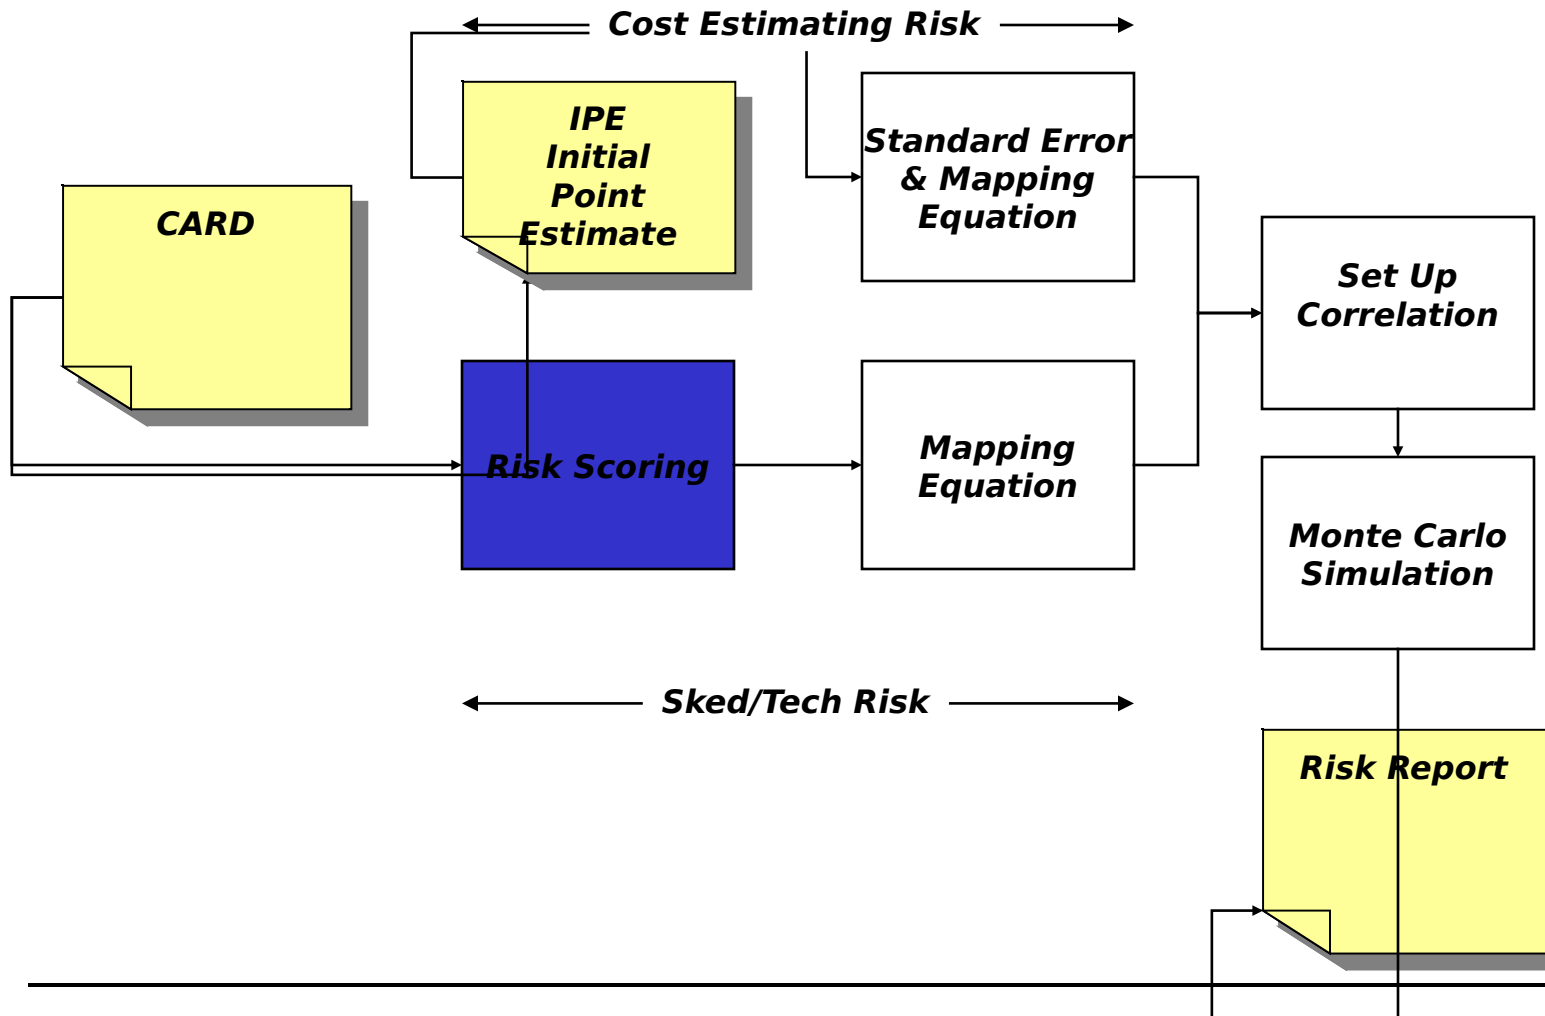 Cost Estimating Risk
IPE
Initial
Point
Estimate
Standard Error
& Mapping
Equation
CARD
Set Up
Correlation
Risk Scoring
Mapping
Equation
Monte Carlo
Simulation
Sked/Tech Risk
Risk Report